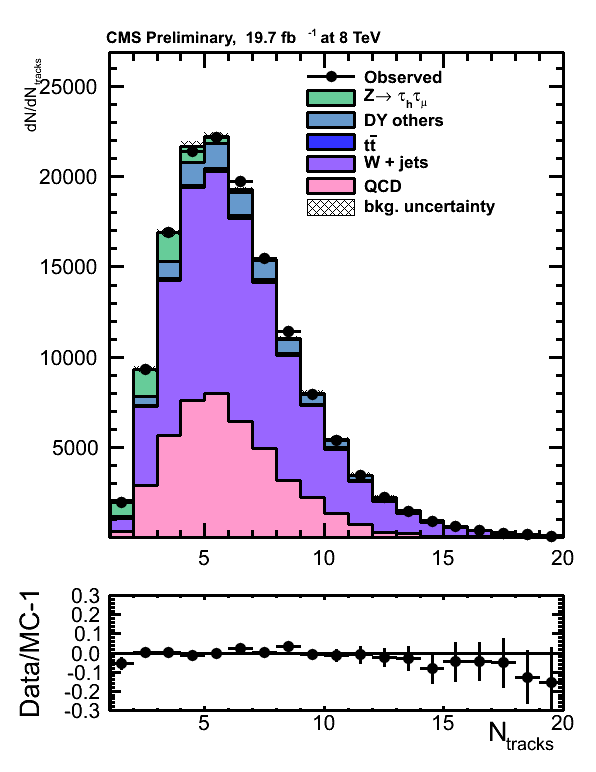 CMS Preliminary, 19.7 fb -1 at 8 TeV
dN/dNtracks
25000
20000
15000
10000
5000
Observed
Z→ τhτμ
DY others
tt̄
W + jets
QCD
bkg. uncertainty
5
10
15
20
Data/MC-1
0.3
0.2
0.1
0.0
-0.1
-0.2
-0.3
5
10
15
20
Ntracks